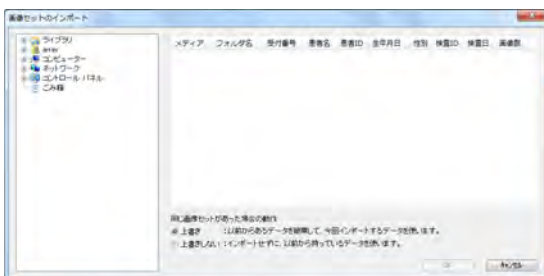 画像セットのインポート
ライブラリ
array
コンピューター
ネットワーク
コントロール パネル
ごみ箱
メディア フォルダ名 受付番号 患者名 患者ID 生年月日 性別 検査ID 検査日 画像数
同じ画像セットがあった場合の動作
上書き :以前からあるデータを破棄して、今回インポートするデータを使います。
上書きしない :インポートせずに、以前から持っているデータを使います。
OK キャンセル